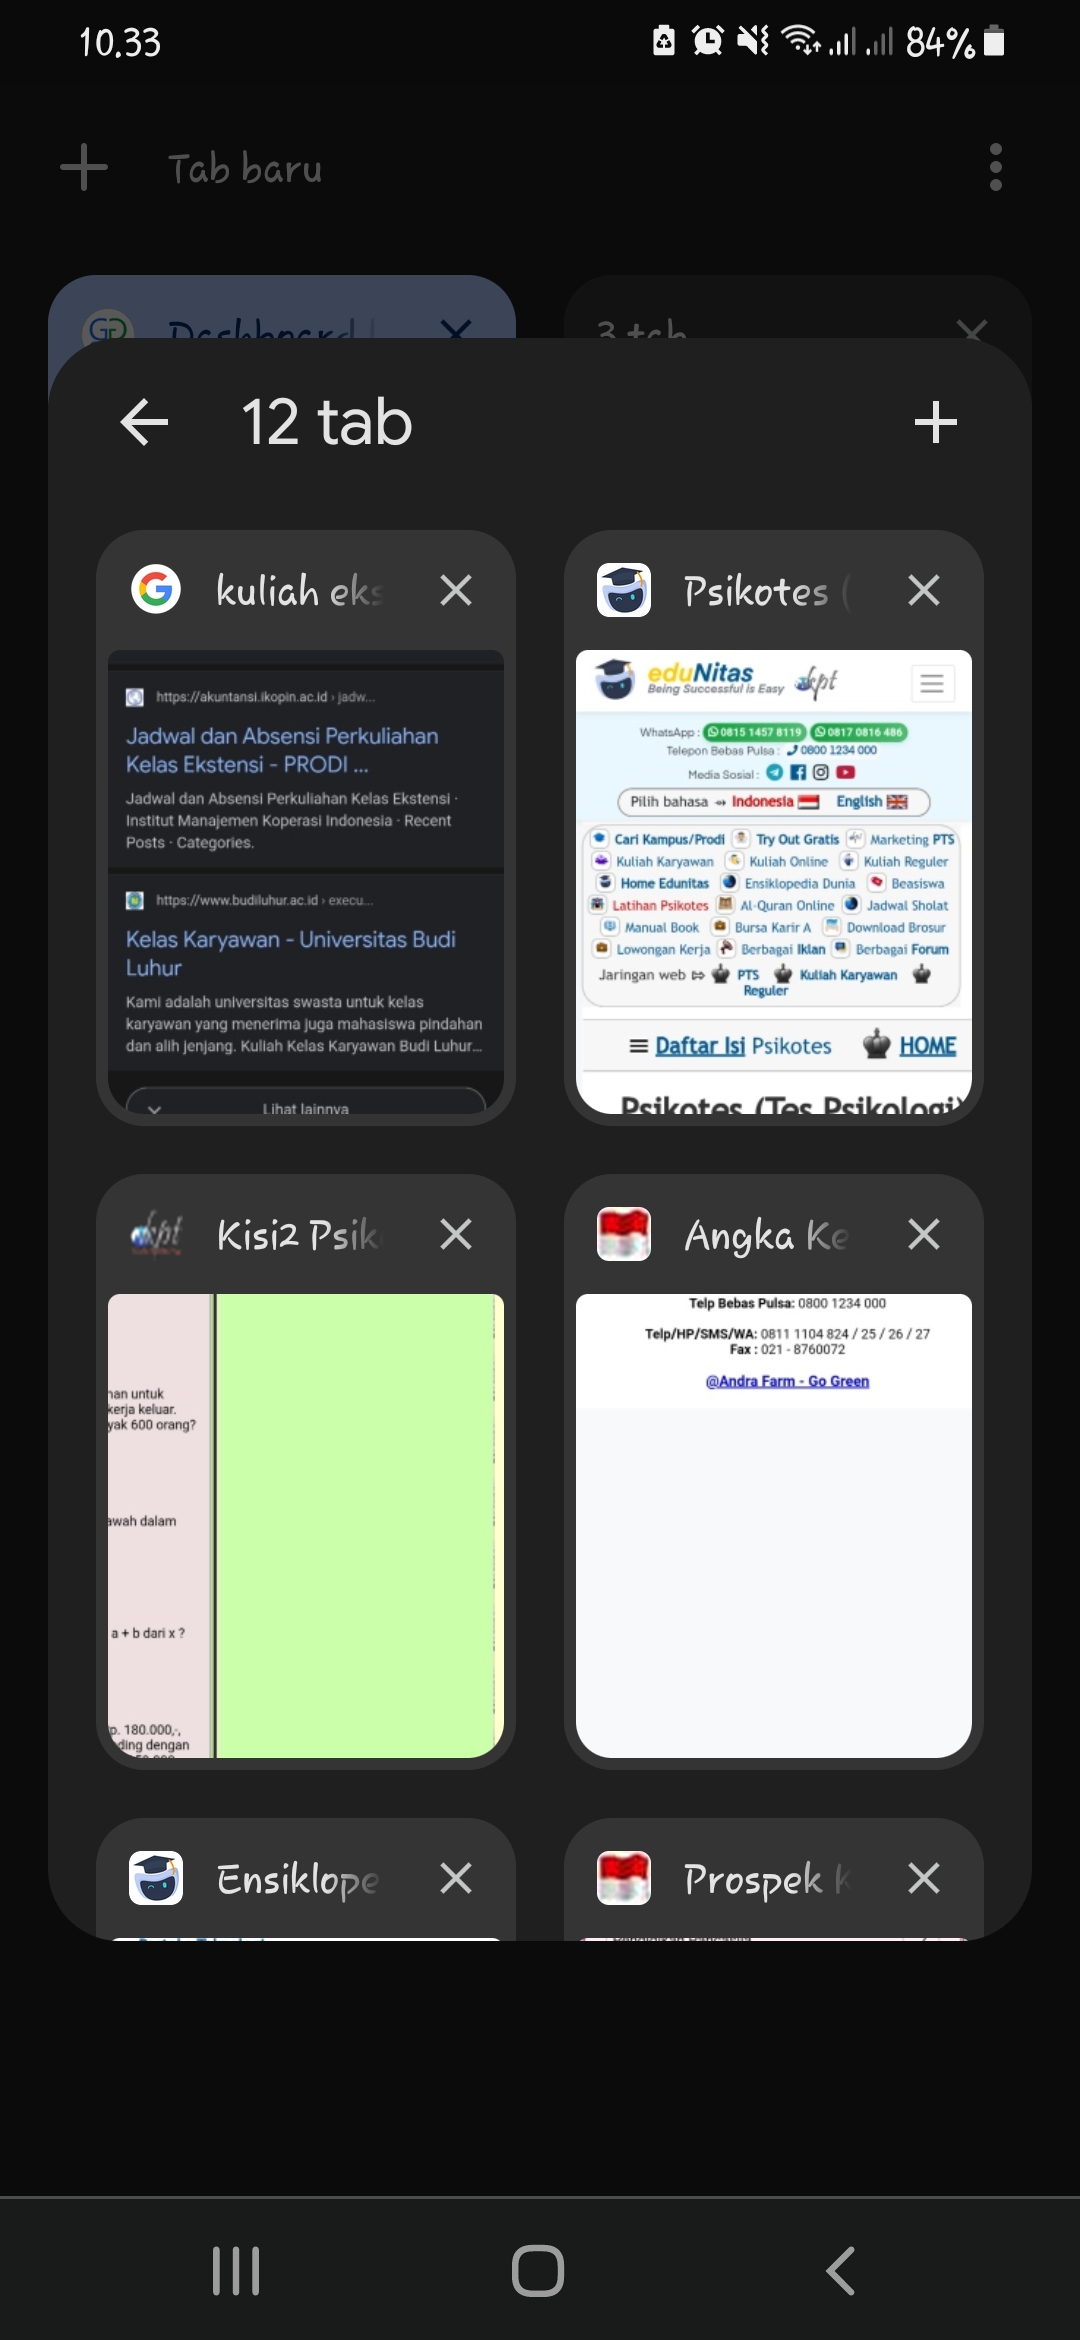 10.33
84%
Tab baru
Dashboard
3 tab
12 tab
kuliah eks
https://akuntansi.ikopin.ac.id › jadw...
Jadwal dan Absensi Perkuliahan
Kelas Ekstensi - PRODI ...
Jadwal dan Absensi Perkuliahan Kelas Ekstensi ·
Institut Manajemen Koperasi Indonesia · Recent
Posts · Categories.
https://www.budiluhur.ac.id › execu...
Kelas Karyawan - Universitas Budi
Luhur
Kami adalah universitas swasta untuk kelas
karyawan yang menerima juga mahasiswa pindahan
dan alih jenjang. Kuliah Kelas Karyawan Budi Luhur...
Lihat lainnya
Psikotes (
eduNitas
Being Successful is Easy
kpt
WhatsApp : 0815 1457 8119 0817 0816 486
Telepon Bebas Pulsa : 0800 1234 000
Media Sosial :
Pilih bahasa ⇢ Indonesia English
Cari Kampus/Prodi Try Out Gratis Marketing PTS
Kuliah Karyawan Kuliah Online Kuliah Reguler
Home Edunitas Ensiklopedia Dunia Beasiswa
Latihan Psikotes Al-Quran Online Jadwal Sholat
Manual Book Bursa Karir A Download Brosur
Lowongan Kerja Berbagai Iklan Berbagai Forum
Jaringan web ⇨ PTS Kuliah Karyawan
Reguler
≡ Daftar Isi Psikotes HOME
Psikotes (Tes Psikologi)
kpt
Kisi2 Psik
nan untuk
kerja keluar.
yak 600 orang?
awah dalam
a + b dari x ?
p. 180.000,-,
ding dengan
Angka Ke
Telp Bebas Pulsa: 0800 1234 000
Telp/HP/SMS/WA: 0811 1104 824 / 25 / 26 / 27
Fax : 021 - 8760072
@Andra Farm - Go Green
Ensiklope
Prospek K